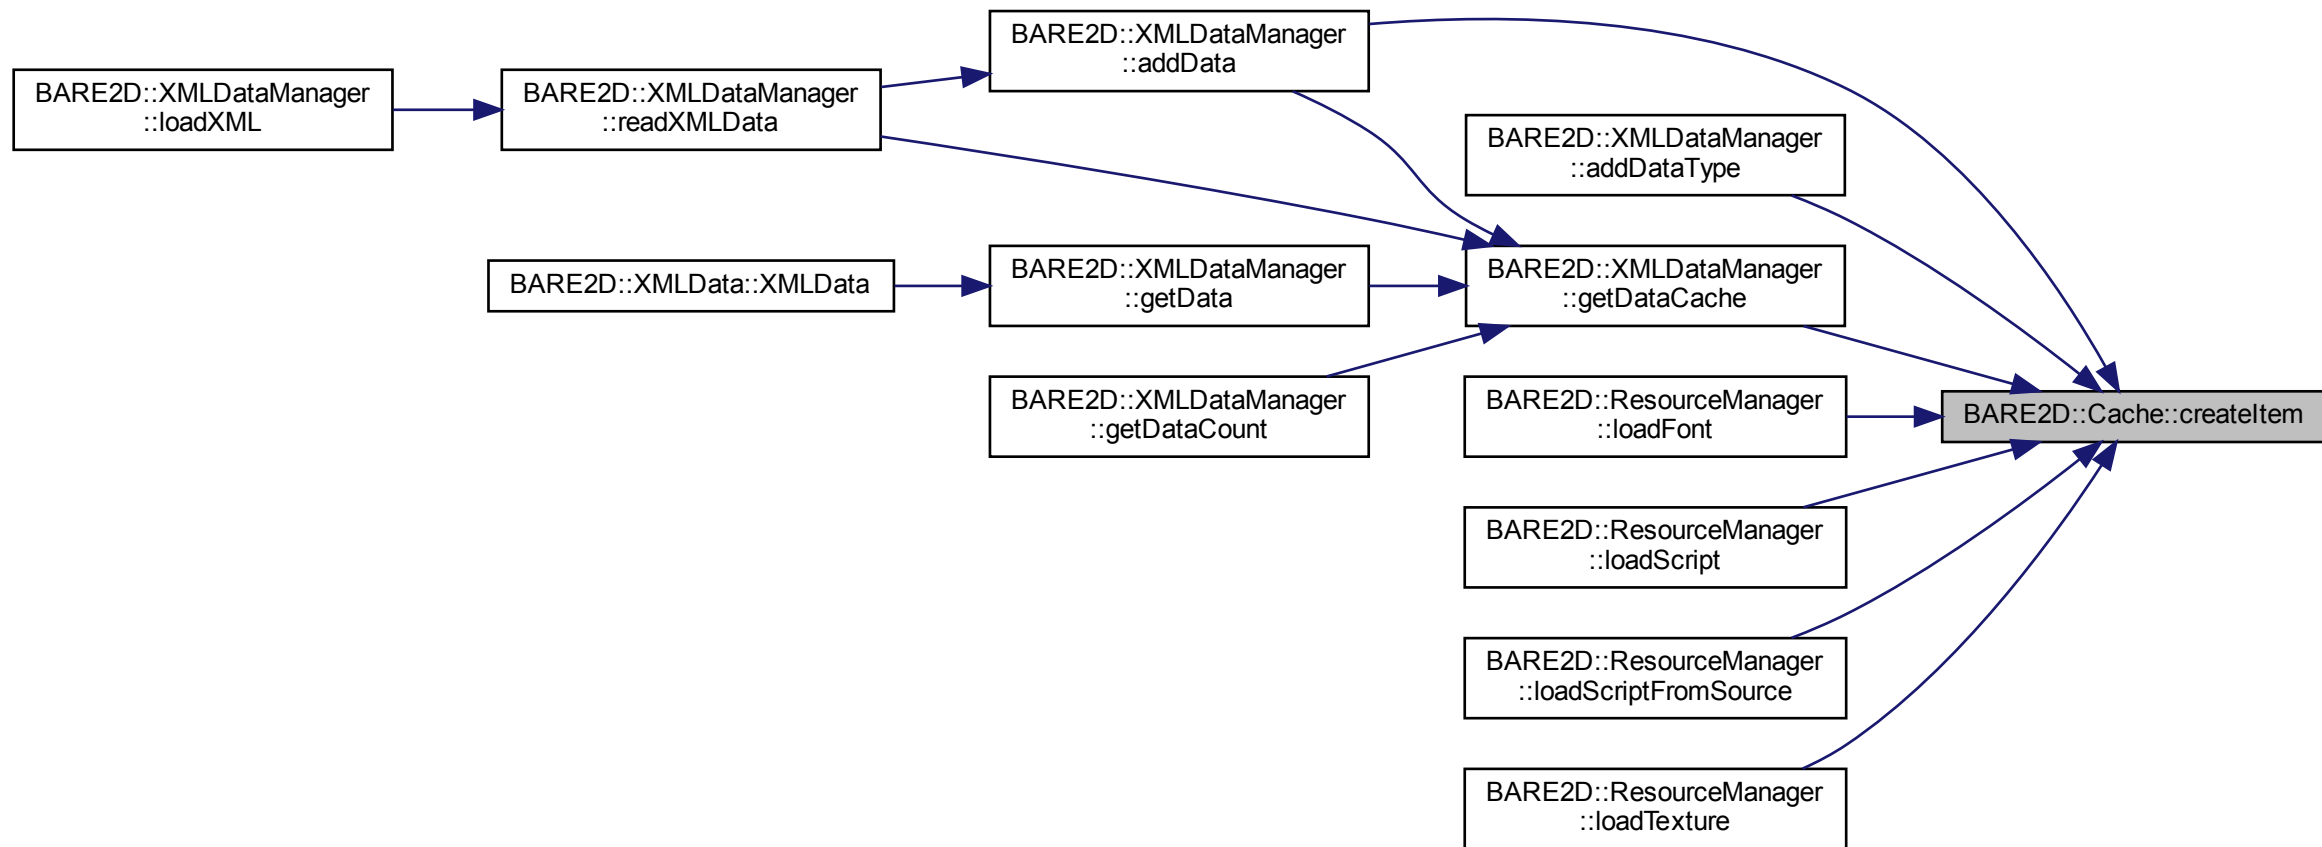 BARE2D::XMLDataManager
::addData
BARE2D::XMLDataManager
::loadXML
BARE2D::XMLDataManager
::readXMLData
BARE2D::XMLDataManager
::addDataType
BARE2D::XMLData::XMLData
BARE2D::XMLDataManager
::getData
BARE2D::XMLDataManager
::getDataCache
BARE2D::XMLDataManager
::getDataCount
BARE2D::ResourceManager
::loadFont
BARE2D::Cache::createItem
BARE2D::ResourceManager
::loadScript
BARE2D::ResourceManager
::loadScriptFromSource
BARE2D::ResourceManager
::loadTexture